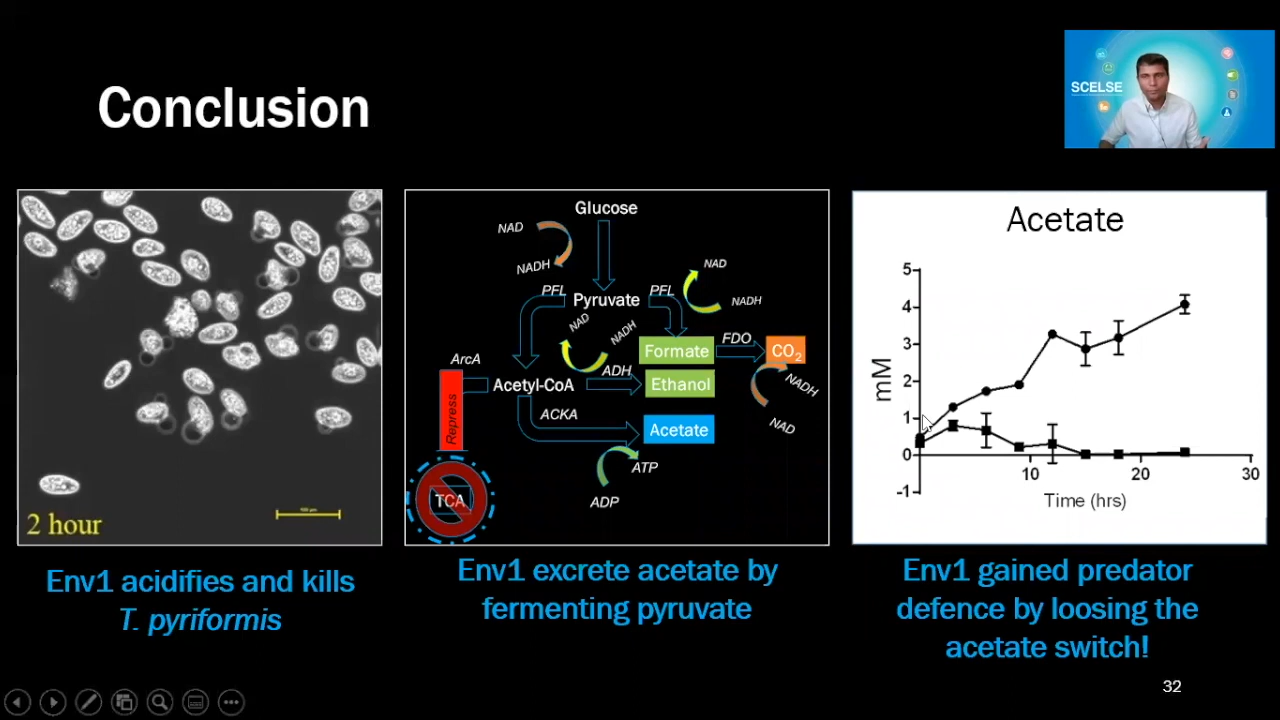 Conclusion
SCELSE
2 hour
Glucose
NAD
NADH
NAD
NADH
PFL
Pyruvate
PFL
NAD
NADH
Formate
FDO
CO2
ArcA
Acetyl-CoA
ADH
Ethanol
NADH
NAD
Repress
ACKA
Acetate
ATP
ADP
TCA
Acetate
5
4
3
2
1
0
-1
mM
10
20
30
Time (hrs)
Env1 acidifies and kills
T. pyriformis
Env1 excrete acetate by
fermenting pyruvate
Env1 gained predator
defence by loosing the
acetate switch!
32